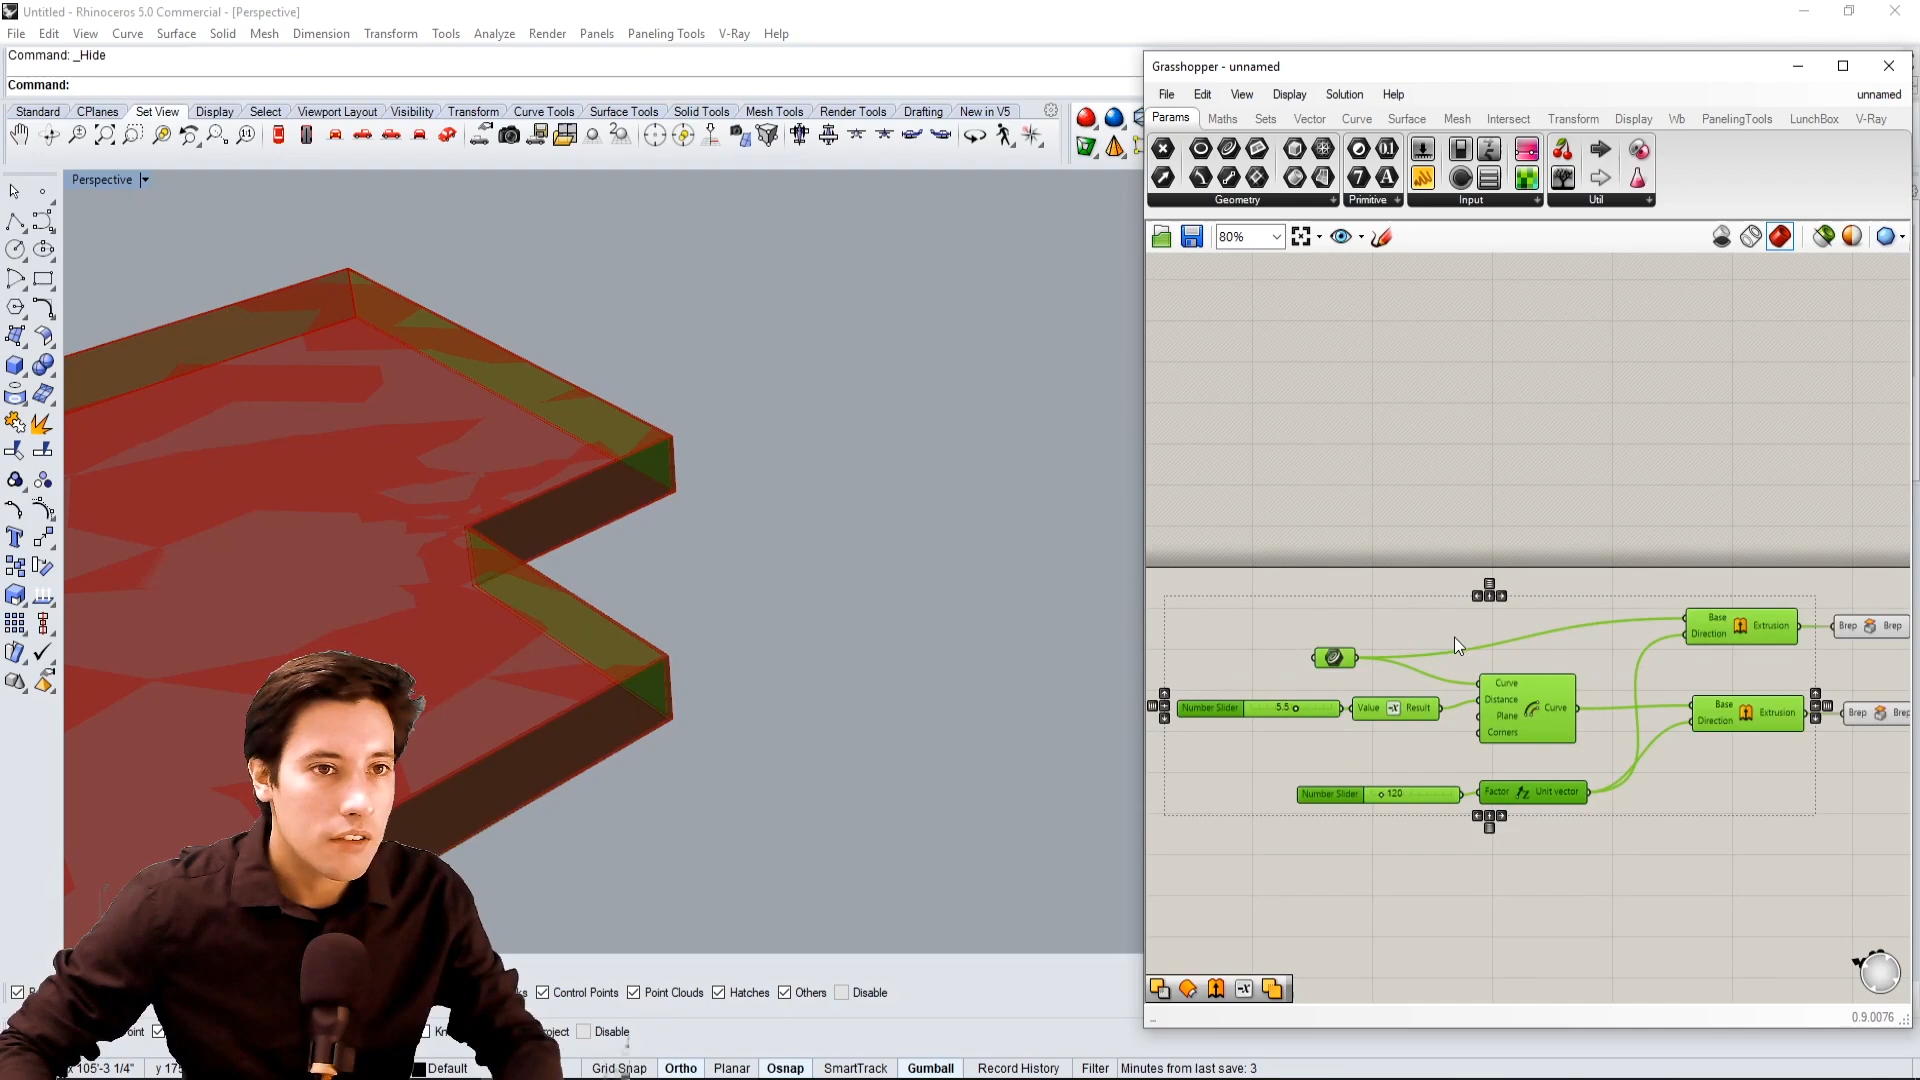 Untitled - Rhinoceros 5.0 Commercial - [Perspective]
File Edit View Curve Surface Solid Mesh Dimension Transform Tools Analyze Render Panels Paneling Tools V-Ray Help
Command: _Hide
Command:
Standard CPlanes Set View Display Select Viewport Layout Visibility Transform Curve Tools Surface Tools Solid Tools Mesh Tools Render Tools Drafting New in V5
Perspective
Grasshopper - unnamed
File Edit View Display Solution Help unnamed
Params Maths Sets Vector Curve Surface Mesh Intersect Transform Display Wb PanelingTools LunchBox V-Ray
Geometry Primitive Input Util
80%
Base
Direction
Extrusion
Brep Brep
Number Slider 5.5
Value -x Result
Curve
Distance
Plane
Corners
Curve
Base
Direction
Extrusion
Brep Brep
Number Slider 120
Factor Unit vector
0.9.0076
Control Points Point Clouds Hatches Others Disable
Disable
x 105'-3 1/4" Default Grid Snap Ortho Planar Osnap SmartTrack Gumball Record History Filter Minutes from last save: 3